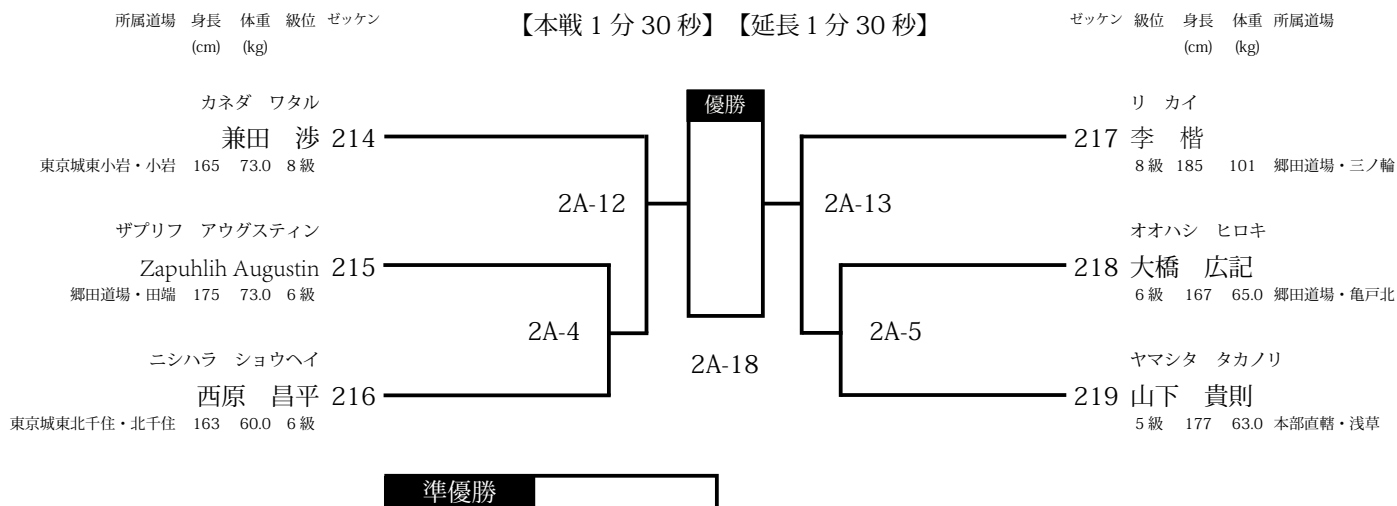 所属道場 身長 体重 級位 ゼッケン
(cm) (kg)
【本戦1分30秒】【延長1分30秒】
ゼッケン 級位 身長 体重 所属道場
(cm) (kg)
カネダ ワタル
兼田 渉 214
東京城東小岩・小岩 165 73.0 8級
ザプリフ アウグスティン
Zapuhlih Augustin 215
郷田道場・田端 175 73.0 6級
ニシハラ ショウヘイ
西原 昌平 216
東京城東北千住・北千住 163 60.0 6級
2A-12
2A-4
優勝
2A-18
2A-13
2A-5
リ カイ
217 李 楷
8級 185 101 郷田道場・三ノ輪
オオハシ ヒロキ
218 大橋 広記
6級 167 65.0 郷田道場・亀戸北
ヤマシタ タカノリ
219 山下 貴則
5級 177 63.0 本部直轄・浅草
準優勝